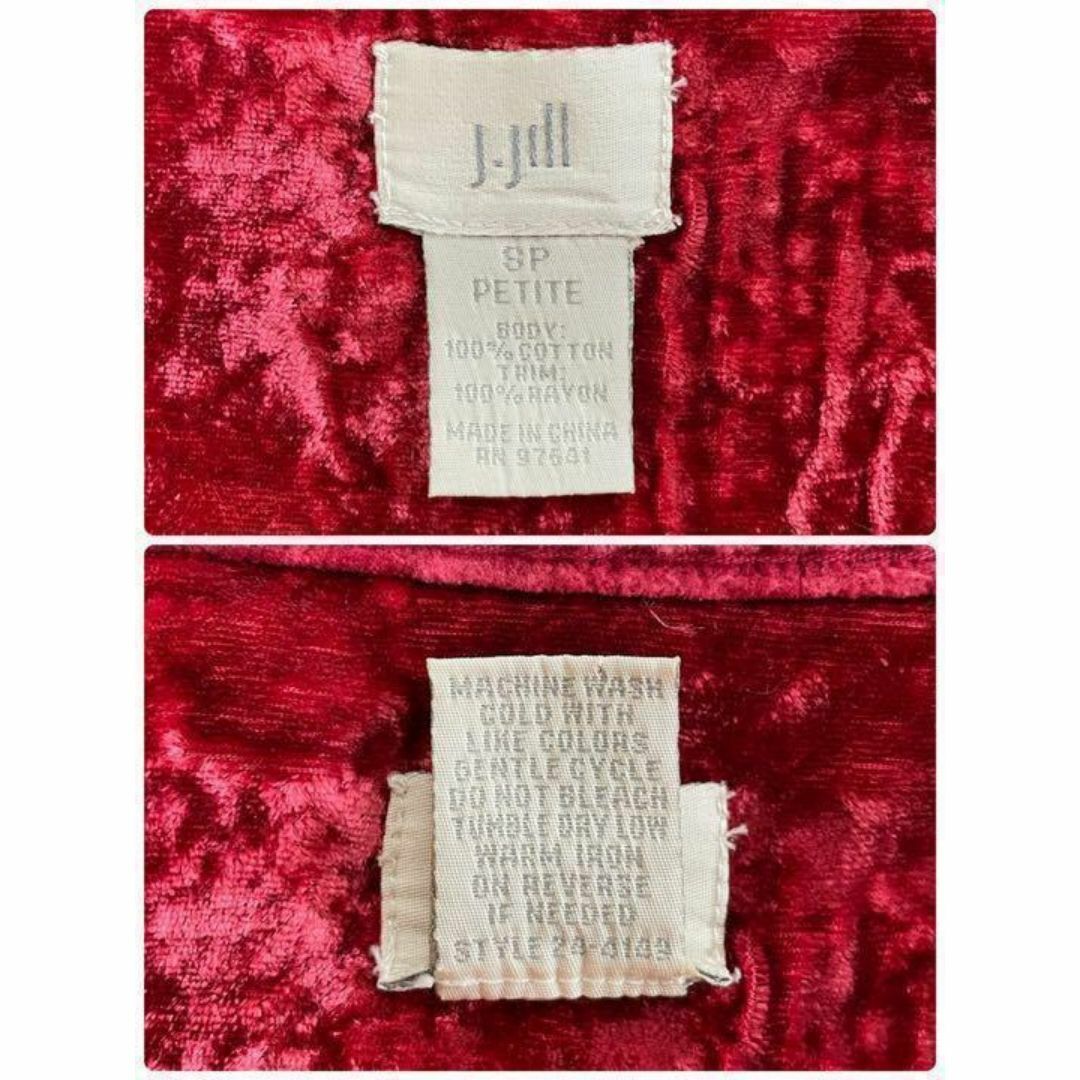 J.Jill
SP
PETITE
BODY:
100% COTTON
TRIM:
100% RAYON
MADE IN CHINA
RN 97641
MACHINE WASH
COLD WITH
LIKE COLORS
GENTLE CYCLE
DO NOT BLEACH
TUMBLE DRY LOW
WARM IRON
ON REVERSE
IF NEEDED
STYLE 24-4149